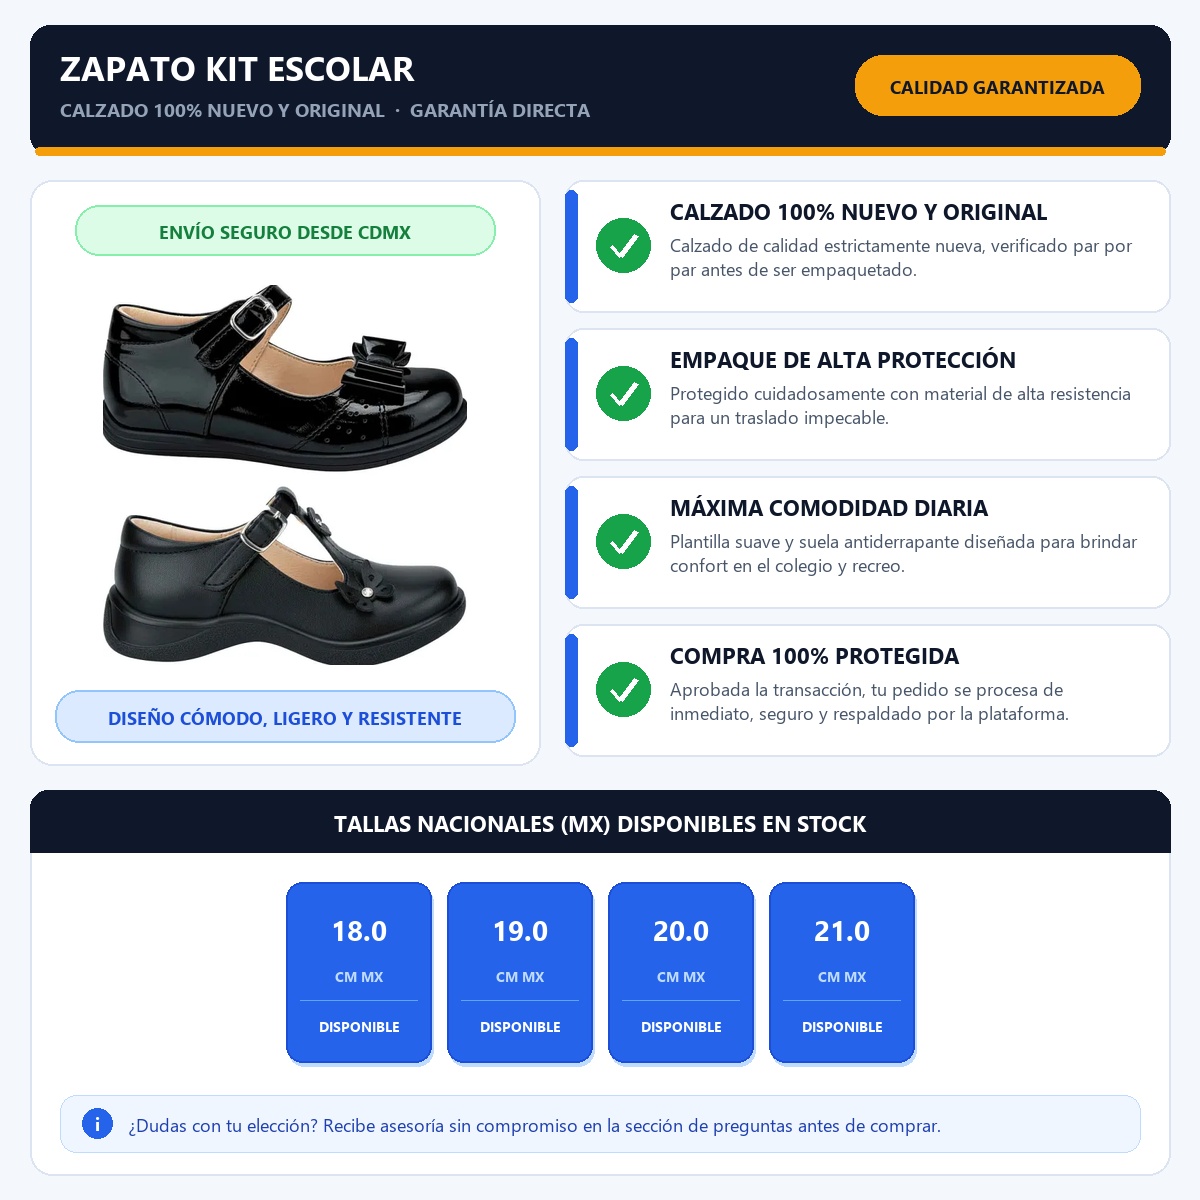 ZAPATO KIT ESCOLAR
CALZADO 100% NUEVO Y ORIGINAL · GARANTÍA DIRECTA
CALIDAD GARANTIZADA
ENVÍO SEGURO DESDE CDMX
DISEÑO CÓMODO, LIGERO Y RESISTENTE
CALZADO 100% NUEVO Y ORIGINAL
Calzado de calidad estrictamente nueva, verificado par por
par antes de ser empaquetado.
EMPAQUE DE ALTA PROTECCIÓN
Protegido cuidadosamente con material de alta resistencia
para un traslado impecable.
MÁXIMA COMODIDAD DIARIA
Plantilla suave y suela antiderrapante diseñada para brindar
confort en el colegio y recreo.
COMPRA 100% PROTEGIDA
Aprobada la transacción, tu pedido se procesa de
inmediato, seguro y respaldado por la plataforma.
TALLAS NACIONALES (MX) DISPONIBLES EN STOCK
18.0
CM MX
DISPONIBLE
19.0
CM MX
DISPONIBLE
20.0
CM MX
DISPONIBLE
21.0
CM MX
DISPONIBLE
i
¿Dudas con tu elección? Recibe asesoría sin compromiso en la sección de preguntas antes de comprar.